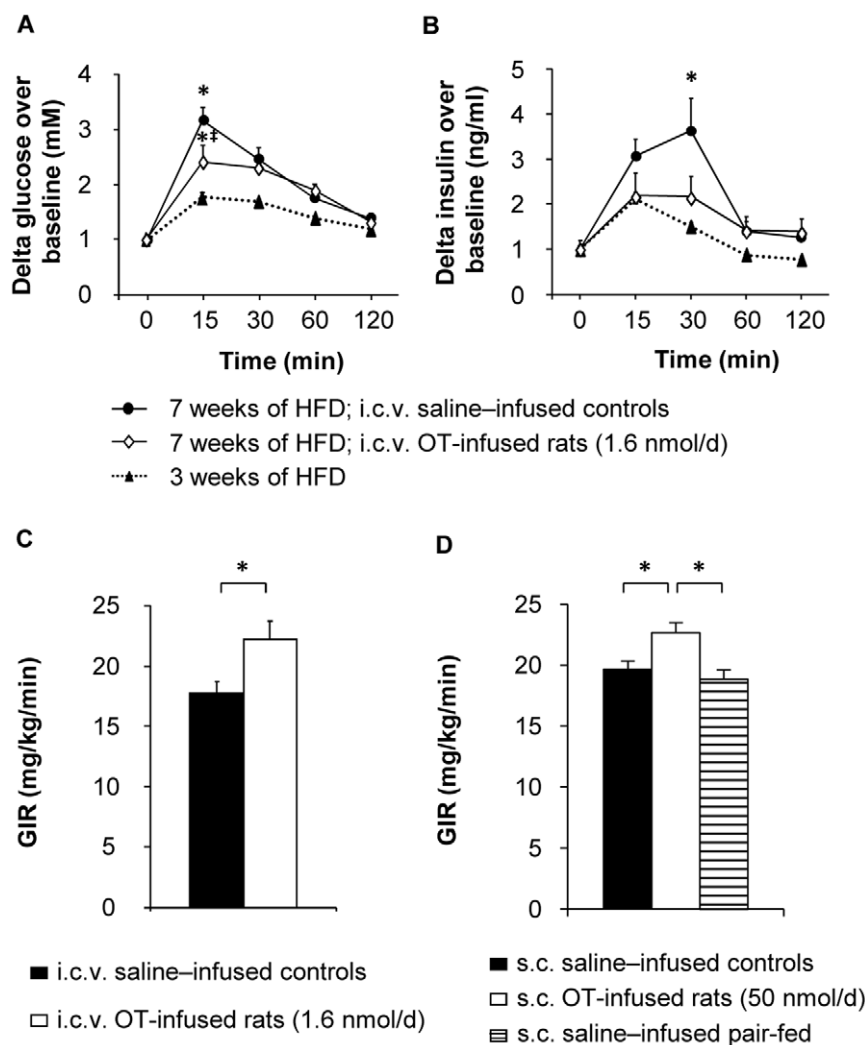 A
Delta glucose over
baseline (mM)
4
3
2
1
0
*
*‡
0 15 30 60 120
Time (min)
B
Delta insulin over
baseline (ng/ml)
5
4
3
2
1
0
*
0 15 30 60 120
Time (min)
7 weeks of HFD; i.c.v. saline–infused controls
7 weeks of HFD; i.c.v. OT-infused rats (1.6 nmol/d)
3 weeks of HFD
C
*
GIR (mg/kg/min)
25
20
15
10
5
0
i.c.v. saline–infused controls
i.c.v. OT-infused rats (1.6 nmol/d)
D
* *
GIR (mg/kg/min)
25
20
15
10
5
0
s.c. saline–infused controls
s.c. OT-infused rats (50 nmol/d)
s.c. saline–infused pair-fed